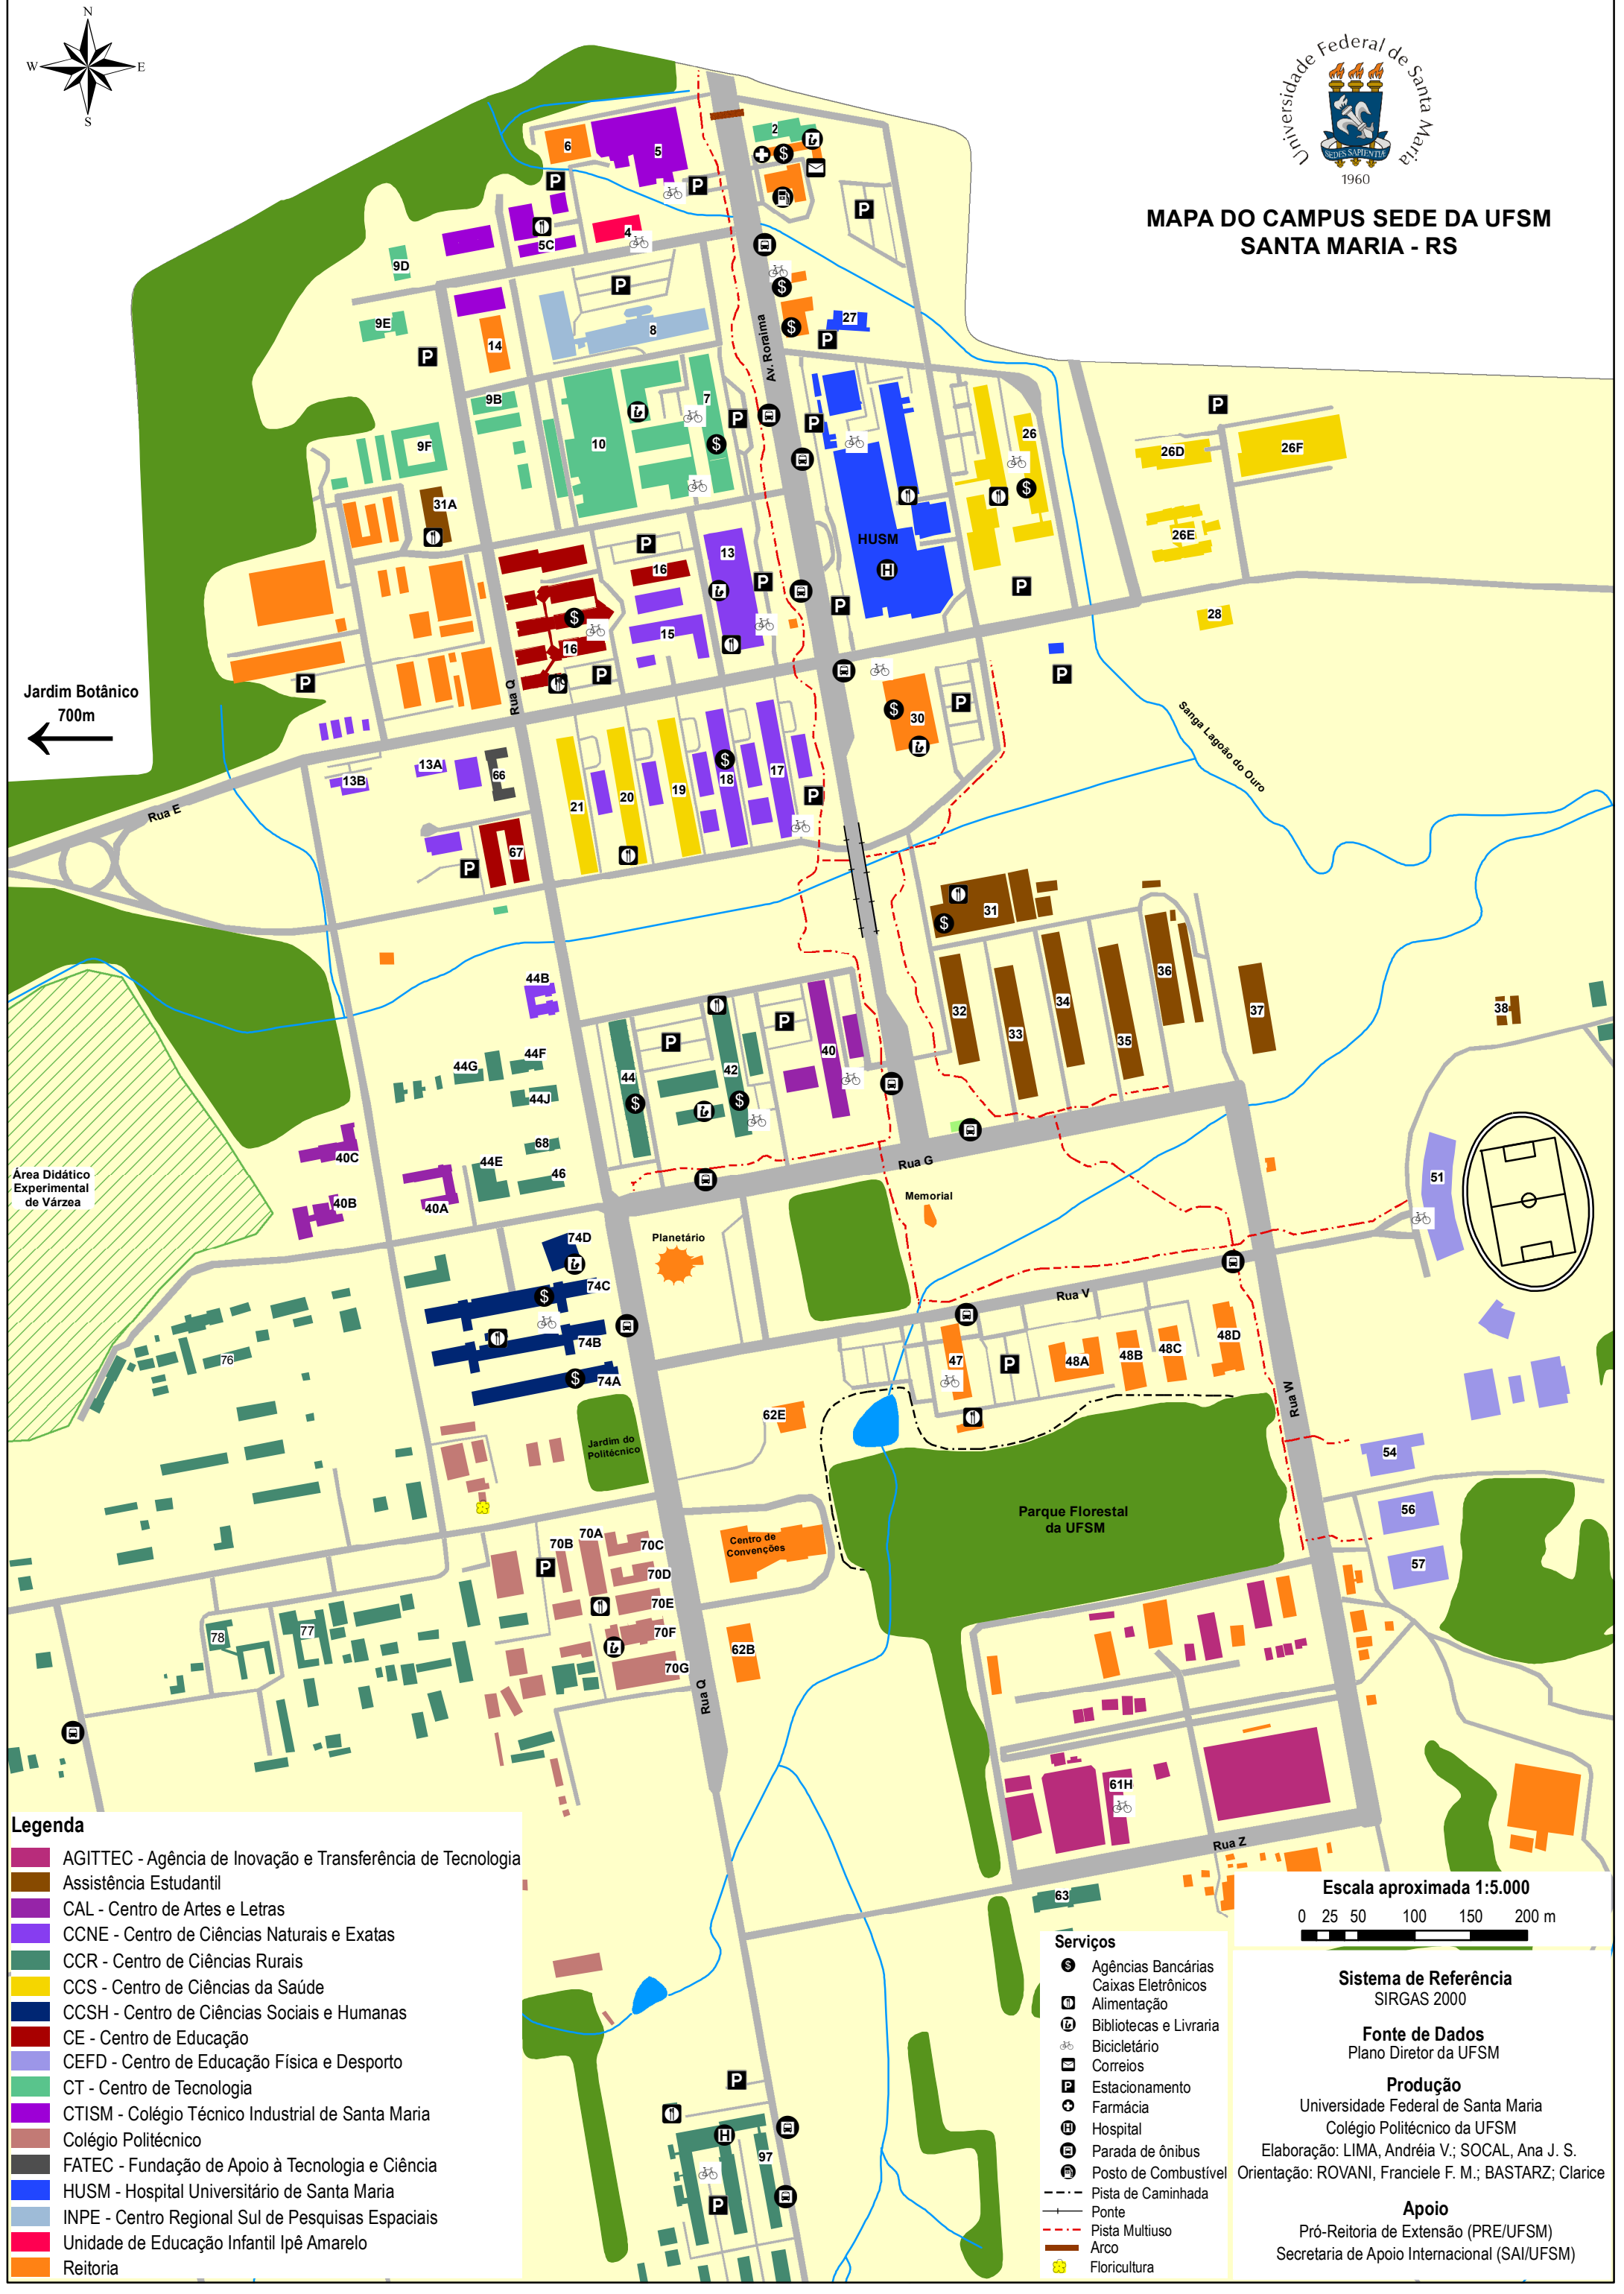 N
W E
S
Universidade Federal de Santa Maria
SEDES SAPIENTIAE
1960
MAPA DO CAMPUS SEDE DA UFSM
SANTA MARIA - RS
2
6
5
4
5C
9D
9E
8
14
27
Av. Roraima
7
9B
10
9F
26
26D
26F
31A
26E
HUSM
13
16
15
16
28
Jardim Botânico
700m
Rua Q
30
Sanga Lagoão do Ouro
13B
13A
66
21
20
19
18
17
Rua E
67
31
44B
32
33
34
35
36
37
38
44G
44F
44J
44
42
40
68
40C
44E
46
Rua G
51
Área Didático
Experimental
de Várzea
40B
40A
Memorial
74D
Planetário
74C
Rua V
74B
76
74A
47
48A
48B
48C
48D
Rua W
62E
Jardim do
Politécnico
54
Parque Florestal
da UFSM
56
70A
70B
70C
Centro de
Convenções
57
70D
70E
78
77
70F
62B
70G
Rua Q
61H
Rua Z
63
97
Legenda
AGITTEC - Agência de Inovação e Transferência de Tecnologia
Assistência Estudantil
CAL - Centro de Artes e Letras
CCNE - Centro de Ciências Naturais e Exatas
CCR - Centro de Ciências Rurais
CCS - Centro de Ciências da Saúde
CCSH - Centro de Ciências Sociais e Humanas
CE - Centro de Educação
CEFD - Centro de Educação Física e Desporto
CT - Centro de Tecnologia
CTISM - Colégio Técnico Industrial de Santa Maria
Colégio Politécnico
FATEC - Fundação de Apoio à Tecnologia e Ciência
HUSM - Hospital Universitário de Santa Maria
INPE - Centro Regional Sul de Pesquisas Espaciais
Unidade de Educação Infantil Ipê Amarelo
Reitoria
Serviços
Agências Bancárias
Caixas Eletrônicos
Alimentação
Bibliotecas e Livraria
Bicicletário
Correios
Estacionamento
Farmácia
Hospital
Parada de ônibus
Posto de Combustível
Pista de Caminhada
Ponte
Pista Multiuso
Arco
Floricultura
Escala aproximada 1:5.000
0 25 50 100 150 200 m
Sistema de Referência
SIRGAS 2000
Fonte de Dados
Plano Diretor da UFSM
Produção
Universidade Federal de Santa Maria
Colégio Politécnico da UFSM
Elaboração: LIMA, Andréia V.; SOCAL, Ana J. S.
Orientação: ROVANI, Franciele F. M.; BASTARZ; Clarice
Apoio
Pró-Reitoria de Extensão (PRE/UFSM)
Secretaria de Apoio Internacional (SAI/UFSM)